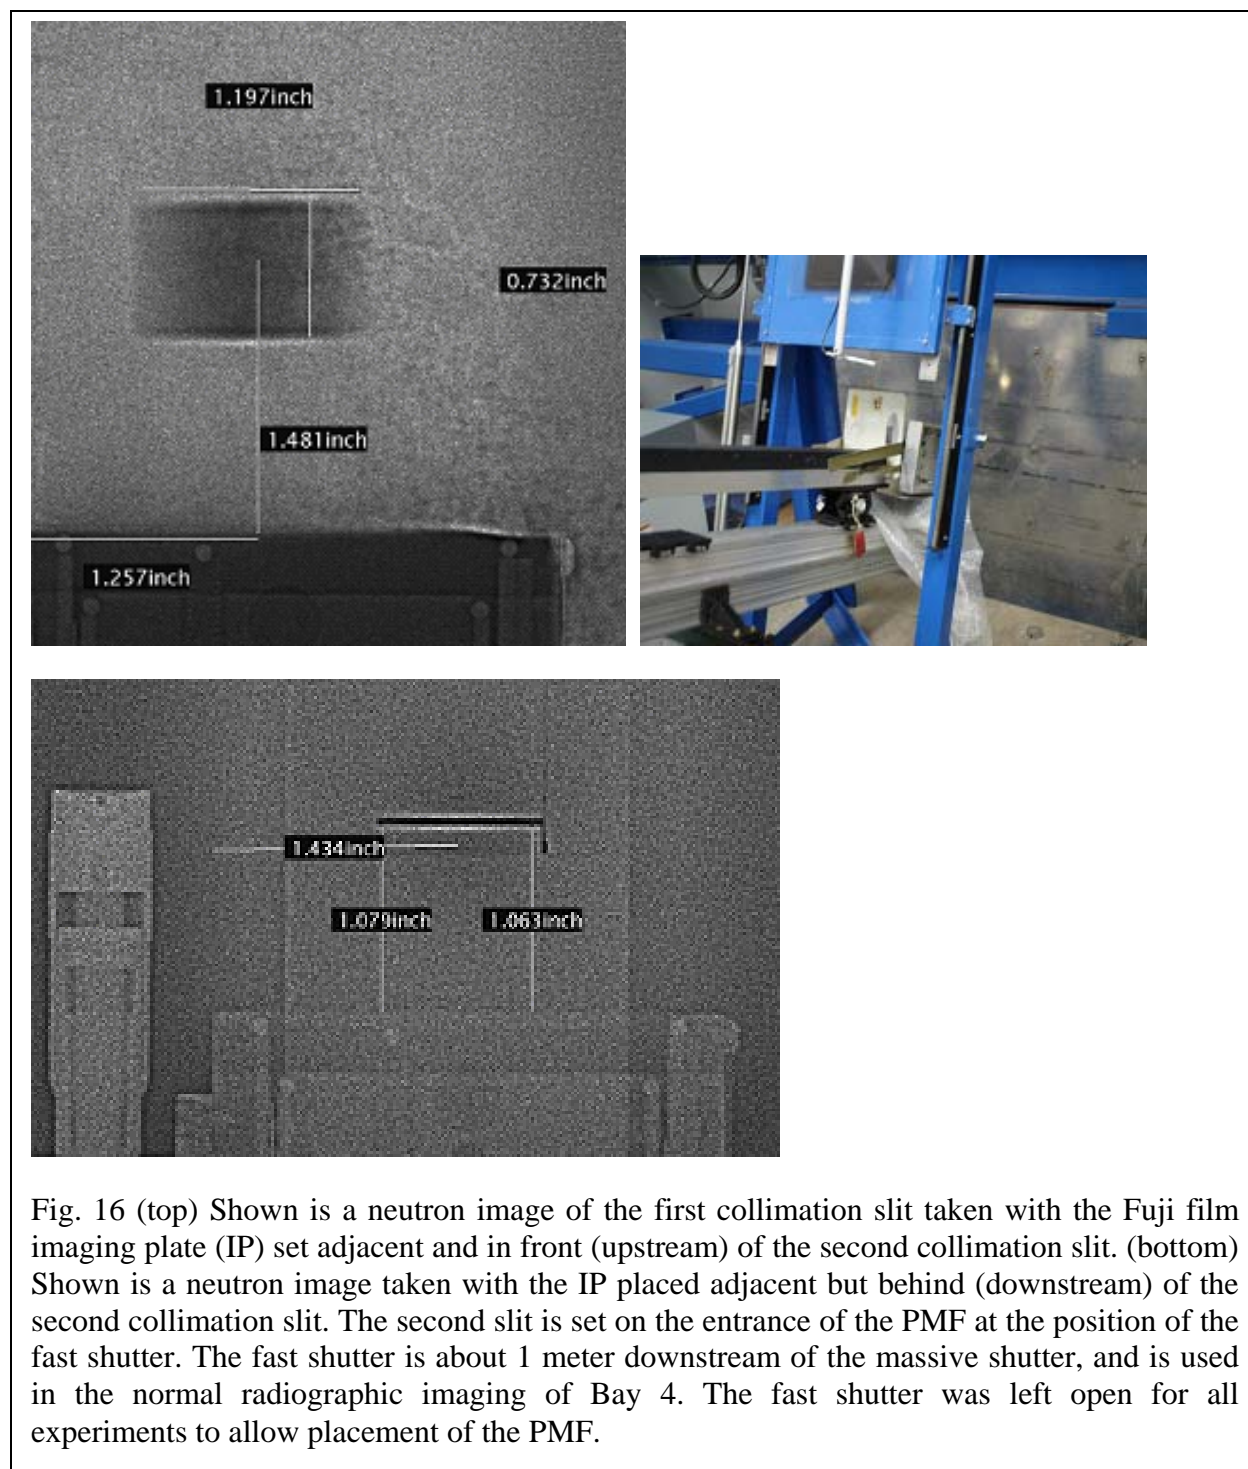 1.197inch
0.732inch
1.481inch
1.257inch
1.434inch
1.079inch
1.063inch
Fig. 16 (top) Shown is a neutron image of the first collimation slit taken with the Fuji film
imaging plate (IP) set adjacent and in front (upstream) of the second collimation slit. (bottom)
Shown is a neutron image taken with the IP placed adjacent but behind (downstream) of the
second collimation slit. The second slit is set on the entrance of the PMF at the position of the
fast shutter. The fast shutter is about 1 meter downstream of the massive shutter, and is used
in the normal radiographic imaging of Bay 4. The fast shutter was left open for all
experiments to allow placement of the PMF.